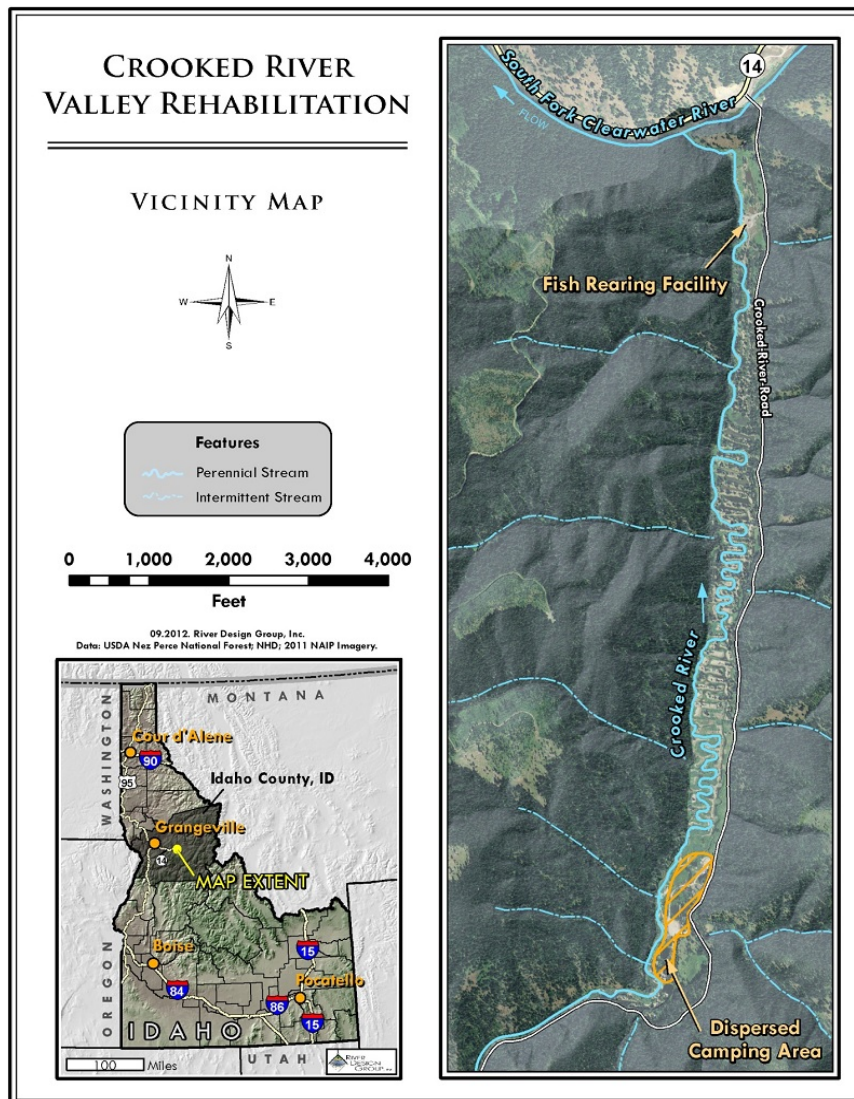 CROOKED RIVER
VALLEY REHABILITATION
VICINITY MAP
N
W
E
S
Features
Perennial Stream
Intermittent Stream
0 1,000 2,000 3,000 4,000
Feet
09.2012. River Design Group, Inc.
Data: USDA Nez Perce National Forest; NHD; 2011 NAIP Imagery.
MONTANA
WASHINGTON
Cour d'Alene
90
95
Idaho County, ID
Grangeville
14
MAP EXTENT
OREGON
Boise
15
84
Pocatello
86
15
IDAHO
UTAH
100 Miles
RIVER
DESIGN
GROUP
14
South Fork Clearwater River
FLOW
Fish Rearing Facility
Crooked River Road
Crooked River
Dispersed
Camping Area